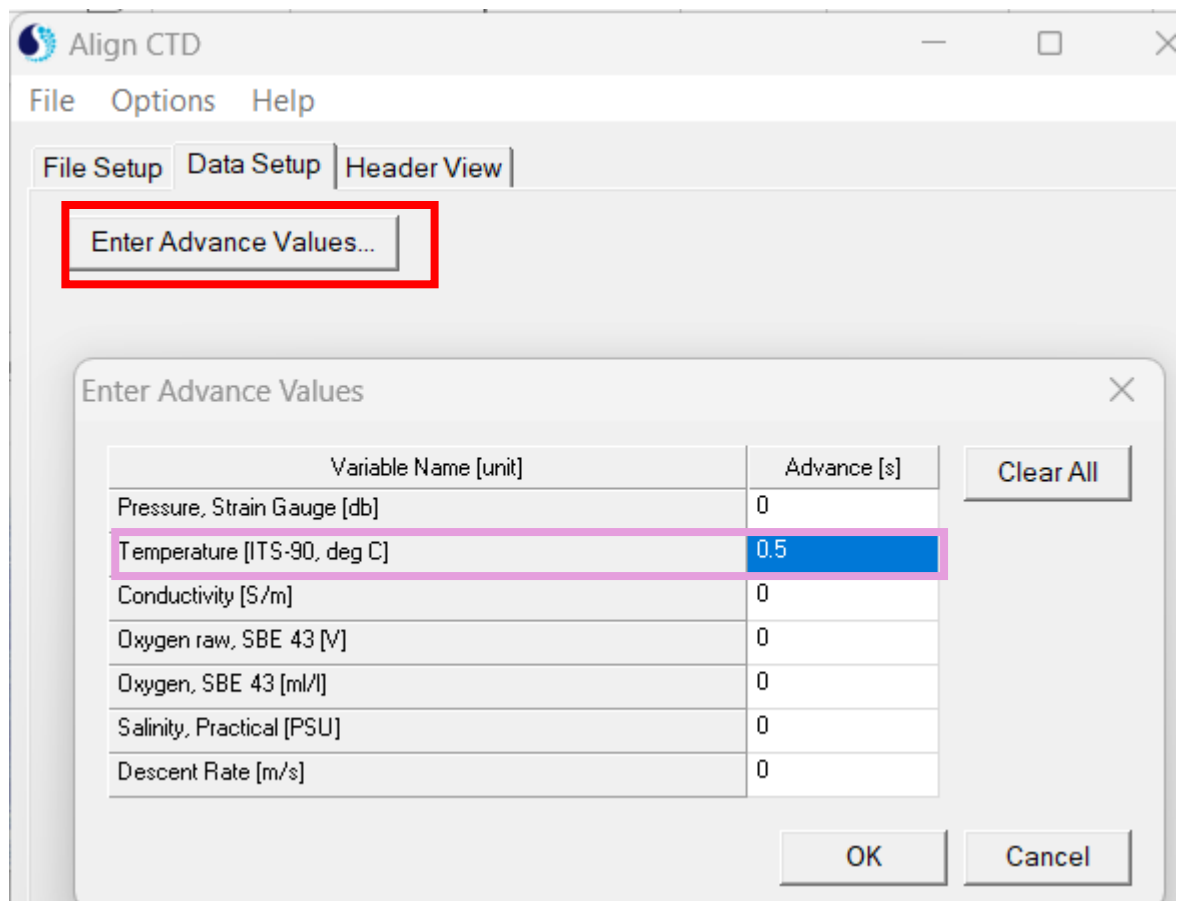 Align CTD
File Options Help
File Setup Data Setup Header View
Enter Advance Values...
Enter Advance Values
Variable Name [unit] Advance [s] Clear All
Pressure, Strain Gauge [db] 0
Temperature [ITS-90, deg C] 0.5
Conductivity [S/m] 0
Oxygen raw, SBE 43 [V] 0
Oxygen, SBE 43 [ml/l] 0
Salinity, Practical [PSU] 0
Descent Rate [m/s] 0
OK Cancel